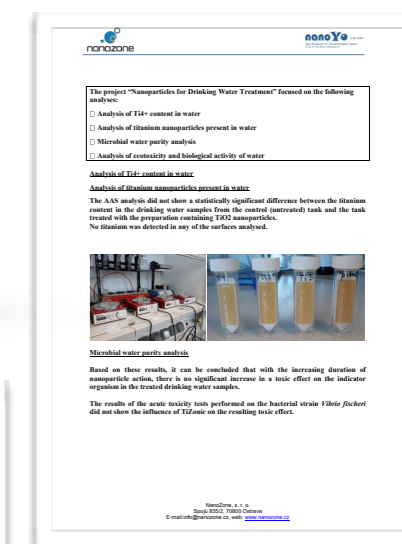 nanozone
nanoYo
The project "Nanoparticles for Drinking Water Treatment" focused on the following
analyses:
□ Analysis of Ti4+ content in water
□ Analysis of titanium nanoparticles present in water
□ Microbial water purity analysis
□ Analysis of ecotoxicity and biological activity of water
Analysis of Ti4+ content in water
Analysis of titanium nanoparticles present in water
The AAS analysis did not show a statistically significant difference between the titanium
content in the drinking water samples from the control (untreated) tank and the tank
treated with the preparation containing TiO2 nanoparticles.
No titanium was detected in any of the surfaces analysed.
Microbial water purity analysis
Based on these results, it can be concluded that with the increasing duration of
nanoparticle action, there is no significant increase in a toxic effect on the indicator
organism in the treated drinking water samples.
The results of the acute toxicity tests performed on the bacterial strain Vibrio fischeri
did not show the influence of TiZonic on the resulting toxic effect.
NanoZone, s. r. o.
Spojů 835/2, 70800 Ostrava
E-mail:info@nanozone.cz, web: www.nanozone.cz